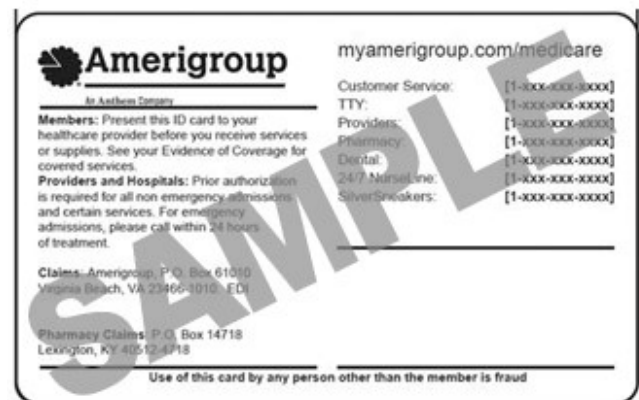 Amerigroup
An Anthem Company
Members: Present this ID card to your
healthcare provider before you receive services
or supplies. See your Evidence of Coverage for
covered services.
Providers and Hospitals: Prior authorization
is required for all non emergency admissions
and certain services. For emergency
admissions, please call within 24 hours
of treatment.
Claims: Amerigroup, P.O. Box 61010
Virginia Beach, VA 23466-1010; EDI
Pharmacy Claims: P.O. Box 14718
Lexington, KY 40512-4718
myamerigroup.com/medicare
Customer Service: [1-xxx-xxx-xxxx]
TTY: [1-xxx-xxx-xxxx]
Providers: [1-xxx-xxx-xxxx]
Pharmacy: [1-xxx-xxx-xxxx]
Dental: [1-xxx-xxx-xxxx]
24/7 NurseLine: [1-xxx-xxx-xxxx]
SilverSneakers: [1-xxx-xxx-xxxx]
Use of this card by any person other than the member is fraud
SAMPLE